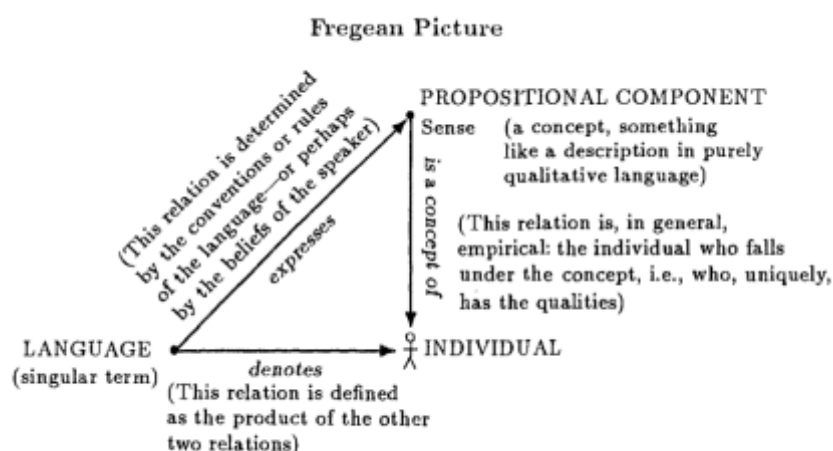 Fregean Picture
(This relation is determined
by the conventions or rules
of the language—or perhaps
by the beliefs of the speaker)
expresses
PROPOSITIONAL COMPONENT
Sense (a concept, something
like a description in purely
qualitative language)
is a concept of
(This relation is, in general,
empirical: the individual who falls
under the concept, i.e., who, uniquely,
has the qualities)
LANGUAGE
(singular term)
denotes
INDIVIDUAL
(This relation is defined
as the product of the other
two relations)